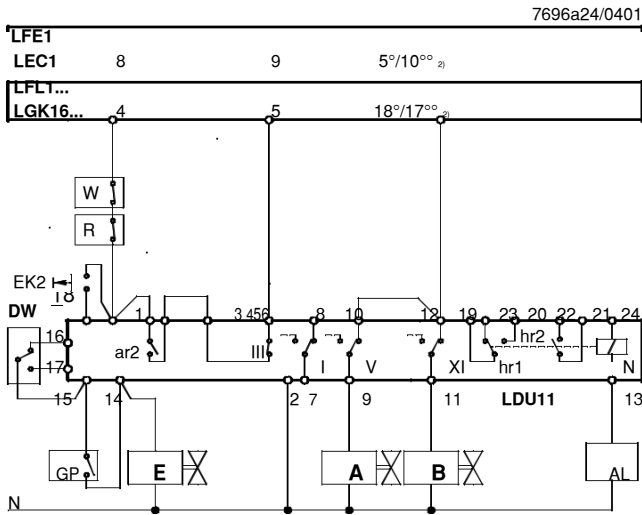 7696a24/0401
LFE1
LEC1 8 9 5°/10°° 2)
LFL1...
LGK16... 4 5 18°/17°° 2)
W
R
EK2
DW 1 3 456 8 10 12 19 23 20 22 21 24
16 ar2 III I V XI hr1 hr2 N
17
15 14 2 7 9 11 LDU11 13
GP E A B AL
N